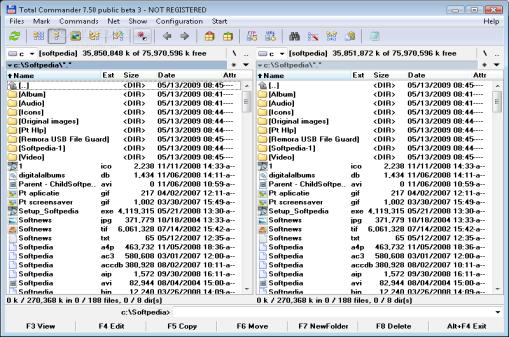 Total Commander 7.50 public beta 3 - NOT REGISTERED
Files Mark Commands Net Show Configuration Start Help
c [softpedia] 35,850,848 k of 75,970,596 k free \ ..
c:\Softpedia\*.* * ▾
Name Ext Size Date Attr
[..] <DIR> 05/13/2009 08:45----
[Album] <DIR> 05/13/2009 08:41----
[Audio] <DIR> 05/13/2009 08:41----
[Icons] <DIR> 05/13/2009 08:44----
[Original images] <DIR> 05/13/2009 08:44----
[Pt Hlp] <DIR> 05/13/2009 08:44----
[Remora USB File Guard] <DIR> 05/13/2009 08:44----
[Softpedia-1] <DIR> 05/13/2009 08:44----
[Video] <DIR> 05/13/2009 08:45----
1 ico 2,238 11/11/2008 14:33-a--
digitalalbums db 1,434 11/06/2008 14:11-a--
Parent - ChildSoftpe.. avi 0 11/06/2008 10:59-a--
Pt aplicatie gif 217 04/02/2007 12:11-a--
Pt screensaver gif 1,002 03/30/2007 15:49-a--
Setup_Softpedia exe 4,119,315 05/21/2008 13:30-a--
Softnews jpg 371,779 10/18/2004 13:33-a--
Softnews tif 6,061,328 07/14/2002 15:42-a--
Softnews txt 65 05/12/2007 12:35-a--
Softpedia a4p 463,732 11/05/2008 18:36-a--
Softpedia ac3 580,608 03/01/2007 12:00-a--
Softpedia accdb 380,928 08/02/2007 10:11-a--
Softpedia aip 1,572 09/30/2008 16:11-a--
Softpedia avi 82,944 08/04/2004 15:00-a--
Softpedia bin 12,240 03/26/2008 14:09-a--
0 k / 270,368 k in 0 / 188 files, 0 / 8 dir(s)
c [softpedia] 35,851,872 k of 75,970,596 k free \ ..
c:\Softpedia\*.* * ▾
Name Ext Size Date Attr
[..] <DIR> 05/13/2009 08:45----
[Album] <DIR> 05/13/2009 08:41----
[Audio] <DIR> 05/13/2009 08:41----
[Icons] <DIR> 05/13/2009 08:44----
[Original images] <DIR> 05/13/2009 08:44----
[Pt Hlp] <DIR> 05/13/2009 08:44----
[Remora USB File Guard] <DIR> 05/13/2009 08:44----
[Softpedia-1] <DIR> 05/13/2009 08:44----
[Video] <DIR> 05/13/2009 08:45----
1 ico 2,238 11/11/2008 14:33-a--
digitalalbums db 1,434 11/06/2008 14:11-a--
Parent - ChildSoftpe.. avi 0 11/06/2008 10:59-a--
Pt aplicatie gif 217 04/02/2007 12:11-a--
Pt screensaver gif 1,002 03/30/2007 15:49-a--
Setup_Softpedia exe 4,119,315 05/21/2008 13:30-a--
Softnews jpg 371,779 10/18/2004 13:33-a--
Softnews tif 6,061,328 07/14/2002 15:42-a--
Softnews txt 65 05/12/2007 12:35-a--
Softpedia a4p 463,732 11/05/2008 18:36-a--
Softpedia ac3 580,608 03/01/2007 12:00-a--
Softpedia accdb 380,928 08/02/2007 10:11-a--
Softpedia aip 1,572 09/30/2008 16:11-a--
Softpedia avi 82,944 08/04/2004 15:00-a--
Softpedia bin 12,240 03/26/2008 14:09-a--
0 k / 270,368 k in 0 / 188 files, 0 / 8 dir(s)
c:\Softpedia>
F3 View F4 Edit F5 Copy F6 Move F7 NewFolder F8 Delete Alt+F4 Exit